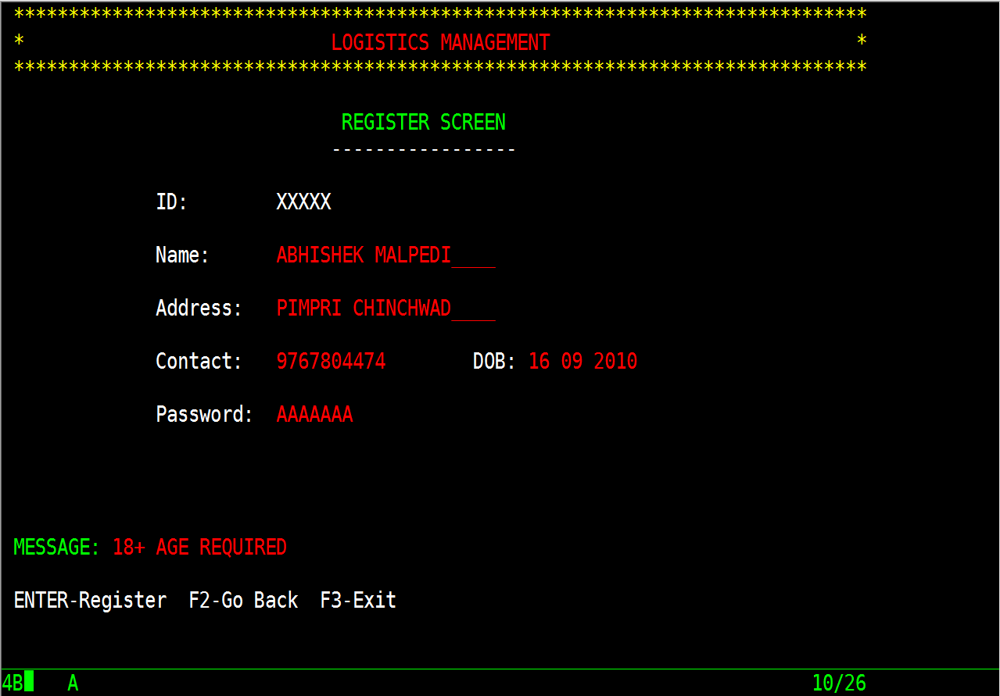 ******************************************************************************
* LOGISTICS MANAGEMENT *
******************************************************************************
REGISTER SCREEN
-----------------
ID: XXXXX
Name: ABHISHEK MALPEDI____
Address: PIMPRI CHINCHWAD____
Contact: 9767804474 DOB: 16 09 2010
Password: AAAAAAA
MESSAGE: 18+ AGE REQUIRED
ENTER-Register F2-Go Back F3-Exit
4B A 10/26